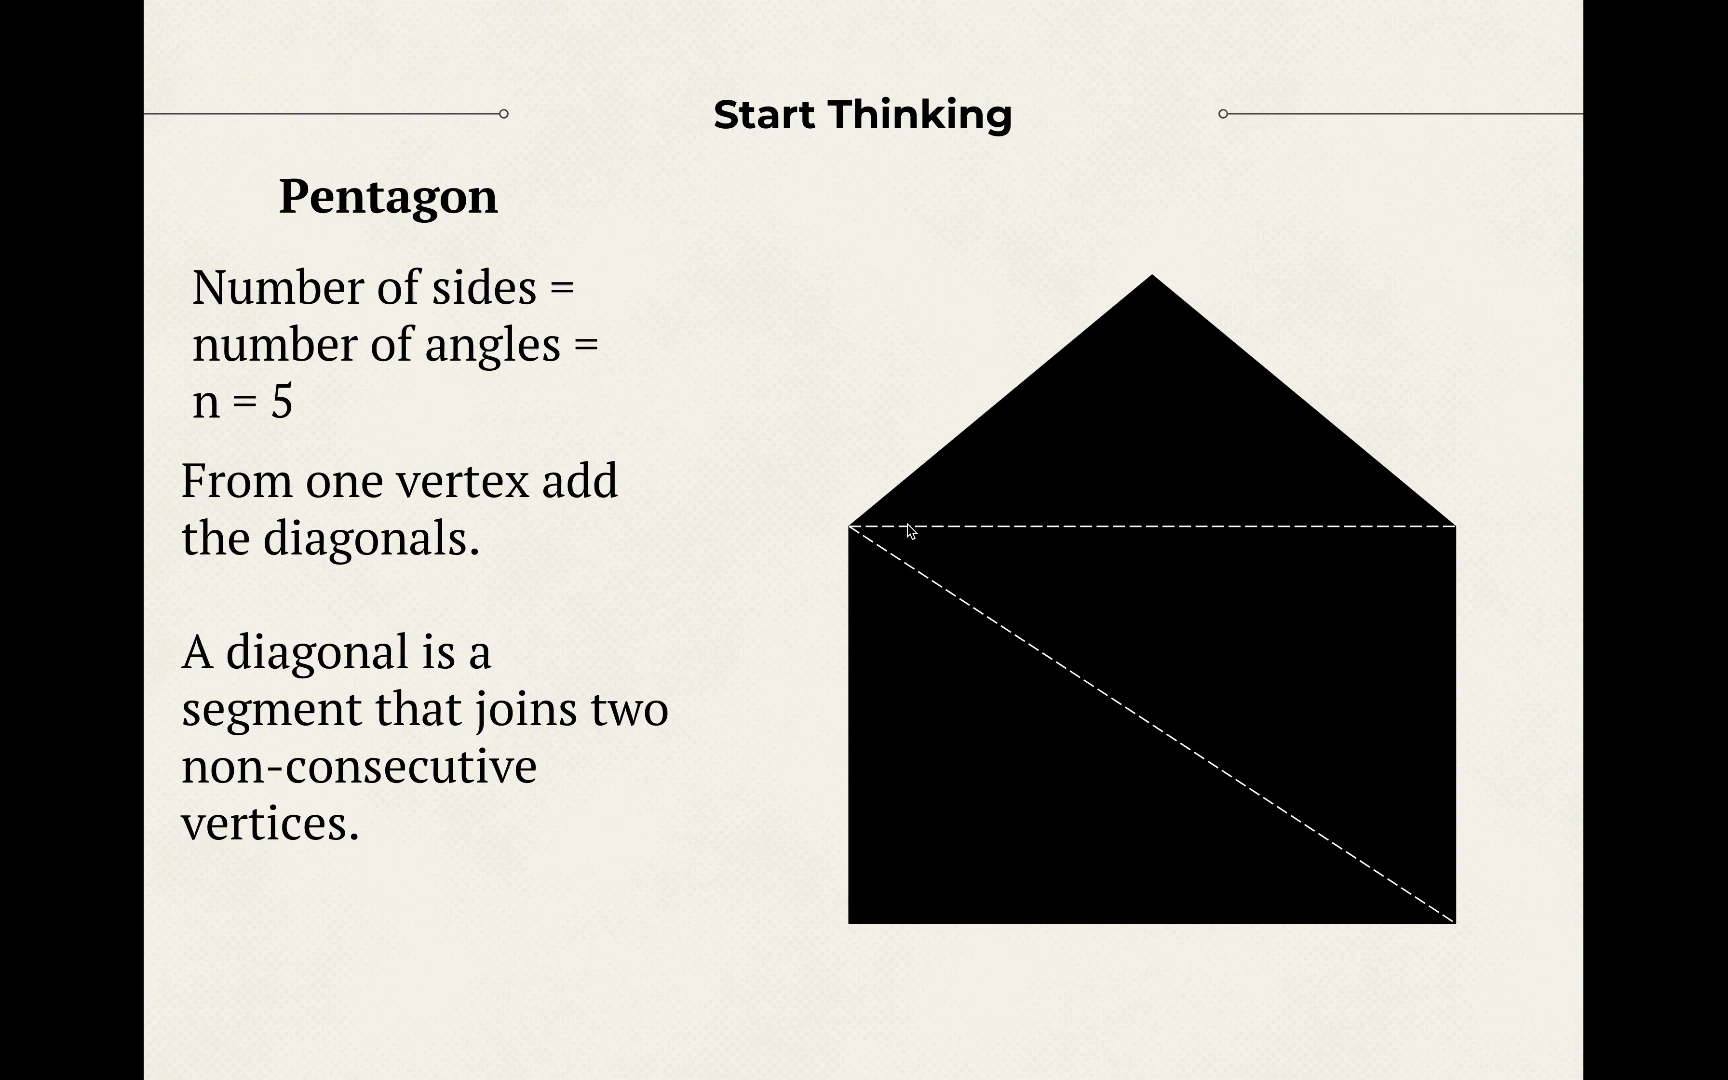 Start Thinking
Pentagon
Number of sides =
number of angles =
n = 5
From one vertex add
the diagonals.
A diagonal is a
segment that joins two
non-consecutive
vertices.